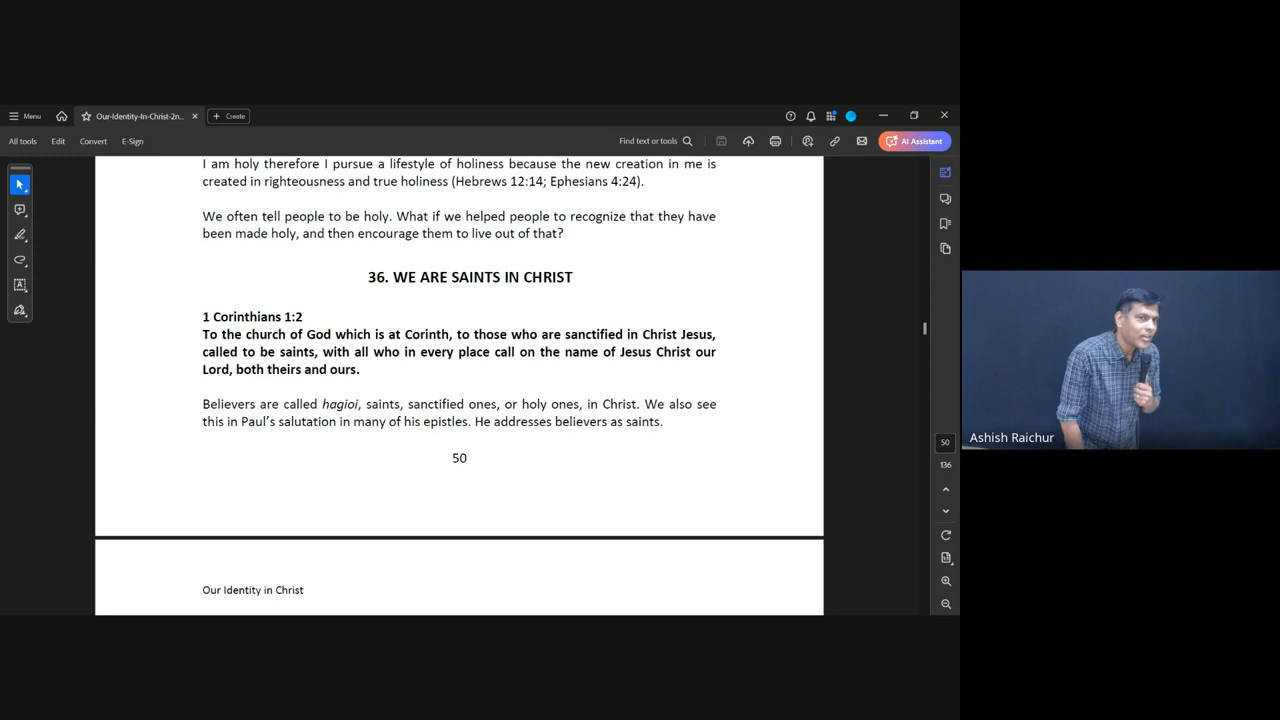 Menu
Our-Identity-In-Christ-2n...
Create
All tools
Edit
Convert
E-Sign
Find text or tools
AI Assistant
I am holy therefore I pursue a lifestyle of holiness because the new creation in me is
created in righteousness and true holiness (Hebrews 12:14; Ephesians 4:24).
We often tell people to be holy. What if we helped people to recognize that they have
been made holy, and then encourage them to live out of that?
36. WE ARE SAINTS IN CHRIST
1 Corinthians 1:2
To the church of God which is at Corinth, to those who are sanctified in Christ Jesus,
called to be saints, with all who in every place call on the name of Jesus Christ our
Lord, both theirs and ours.
Believers are called hagioi, saints, sanctified ones, or holy ones, in Christ. We also see
this in Paul’s salutation in many of his epistles. He addresses believers as saints.
50
Our Identity in Christ
50
136
Ashish Raichur